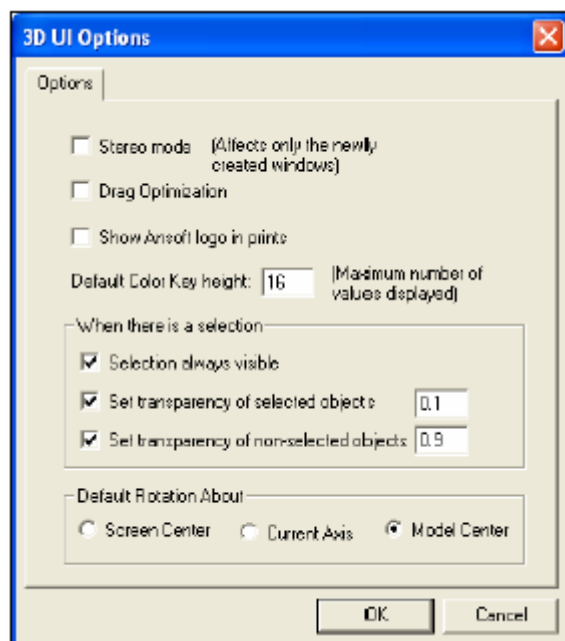 3D UI Options
Options
Stereo mode (Affects only the newly
created windows)
Drag Optimization
Show Ansoft logo in prints
Default Color Key height: 16 (Maximum number of
values displayed)
When there is a selection
Selection always visible
Set transparency of selected objects 0.1
Set transparency of non-selected objects 0.9
Default Rotation About
Screen Center Current Axis Model Center
OK Cancel